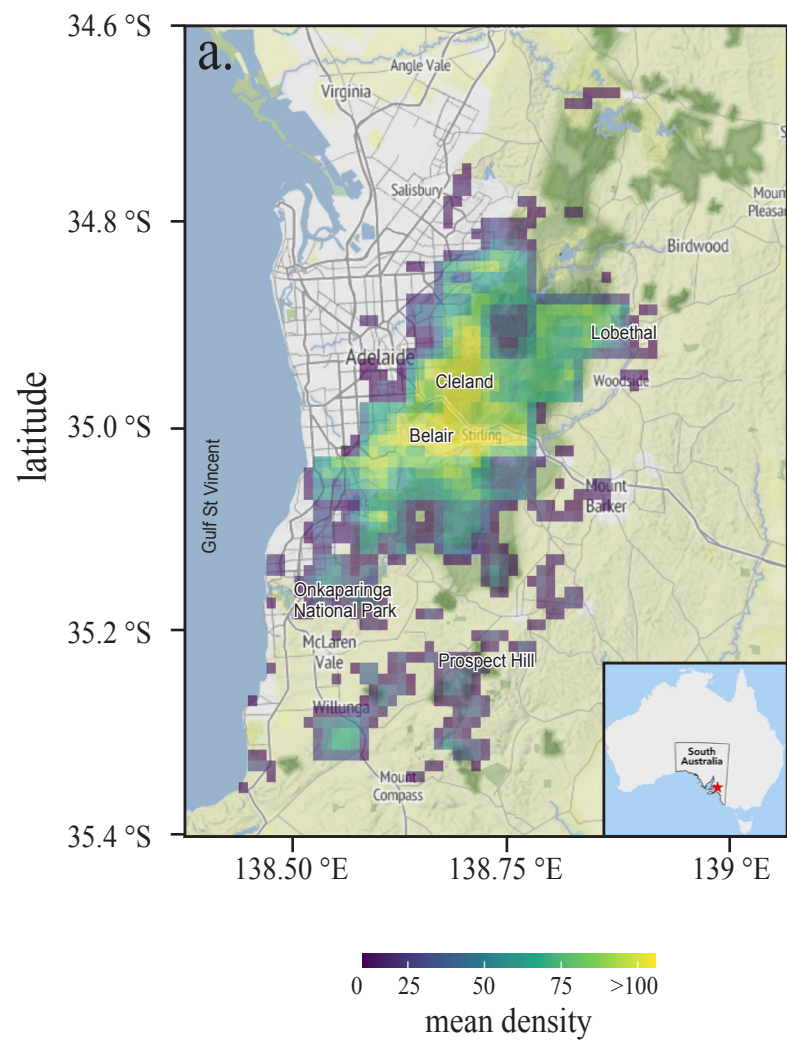 34.6 °S
a.
Angle Vale
Virginia
Salisbury
Moun
Pleasan
34.8 °S
Birdwood
Lobethal
Adelaide
Cleland
Woodside
latitude
35.0 °S
Belair
Stirling
Gulf St Vincent
Mount
Barker
Onkaparinga
National Park
35.2 °S
McLaren
Vale
Prospect Hill
Willunga
South
Australia
Mount
Compass
35.4 °S
138.50 °E
138.75 °E
139 °E
0
25
50
75
>100
mean density